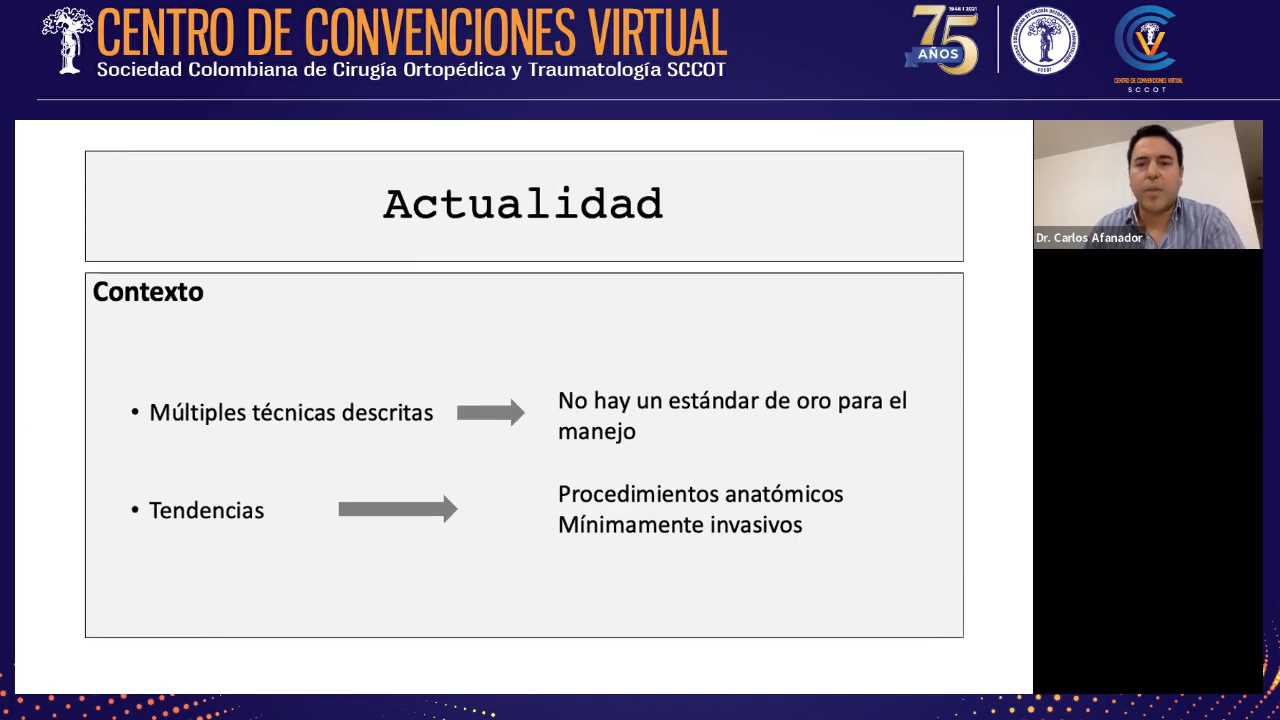 CENTRO DE CONVENCIONES VIRTUAL
Sociedad Colombiana de Cirugía Ortopédica y Traumatología SCCOT
1946 I 2021
75
AÑOS
CENTRO DE CONVENCIONES VIRTUAL
SCCOT
Actualidad
Contexto
• Múltiples técnicas descritas
No hay un estándar de oro para el
manejo
• Tendencias
Procedimientos anatómicos
Mínimamente invasivos
Dr. Carlos Afanador